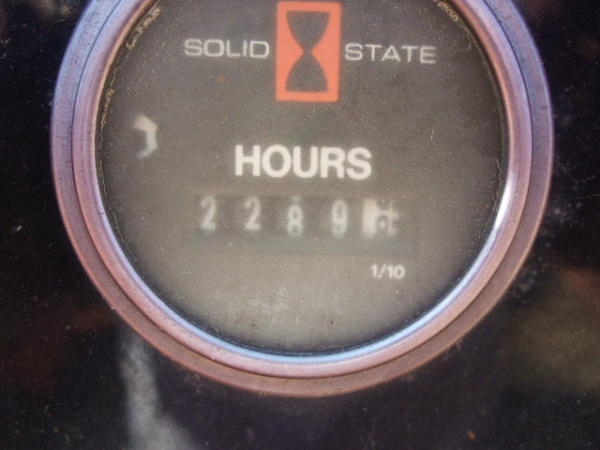 SOLID STATE
HOURS
2289
1/10